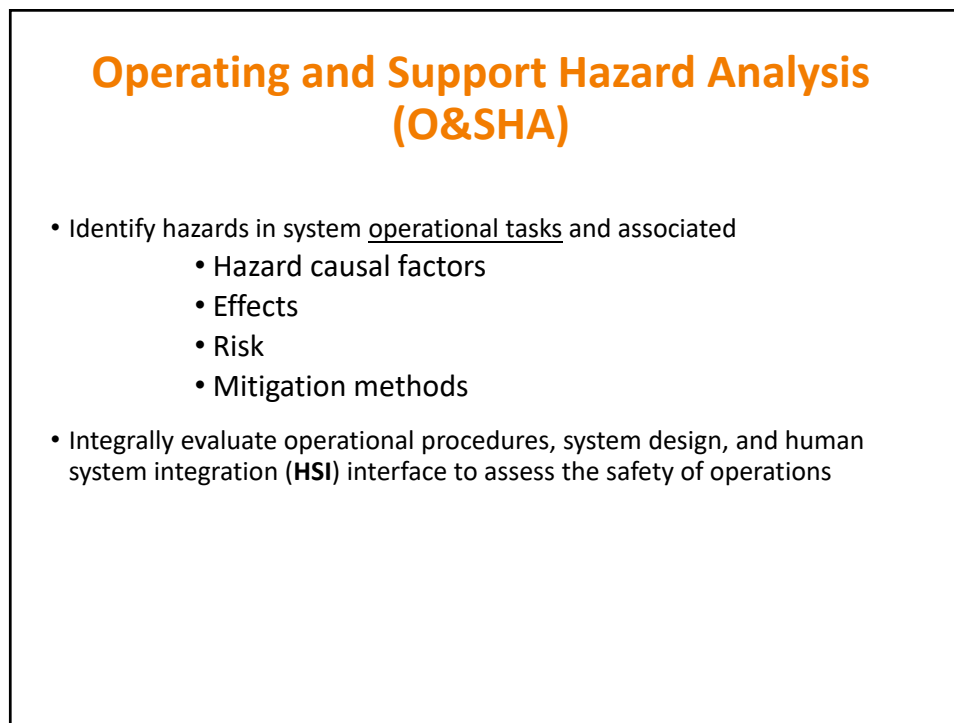 Operating and Support Hazard Analysis
(O&SHA)
• Identify hazards in system operational tasks and associated
• Hazard causal factors
• Effects
• Risk
• Mitigation methods
• Integrally evaluate operational procedures, system design, and human
system integration (HSI) interface to assess the safety of operations